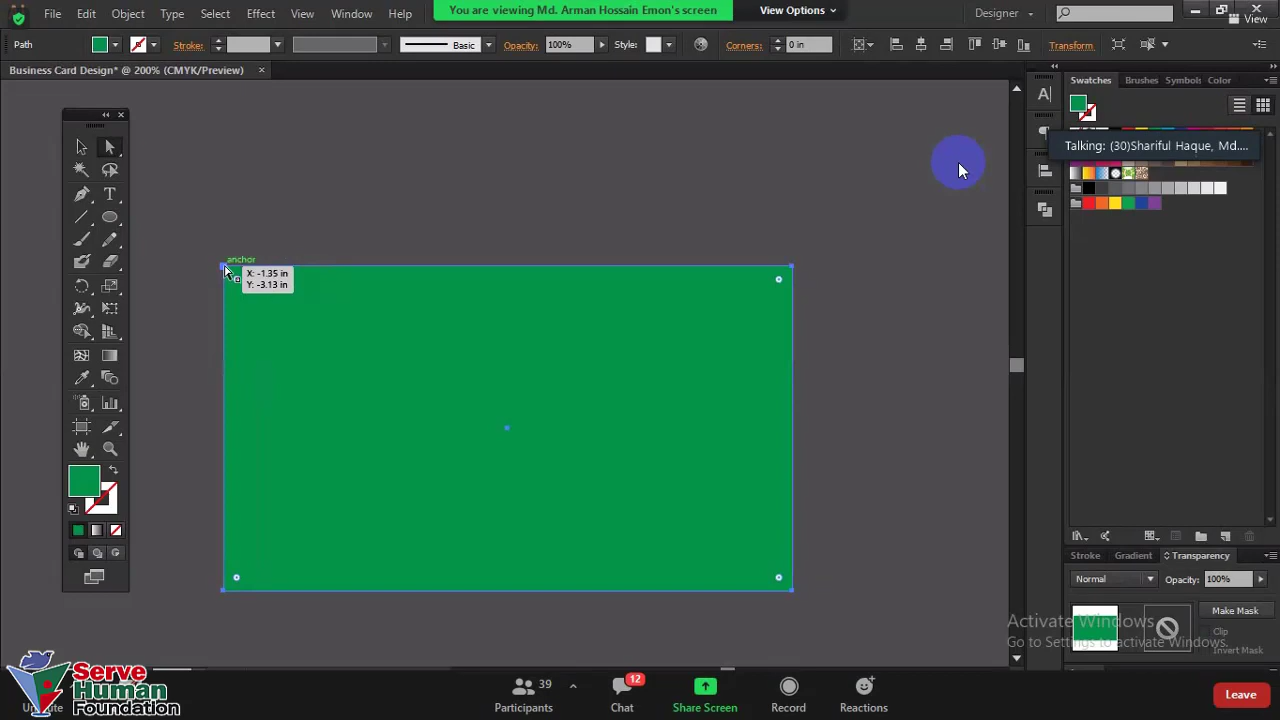 You are viewing Md. Arman Hossain Emon's screen
View Options
File Edit Object Type Select Effect View Window Help
Designer
View
Path
Stroke:
Basic
Opacity: 100%
Style:
Corners: 0 in
Transform
Business Card Design* @ 200% (CMYK/Preview)
Swatches Brushes Symbols Color
Talking: (30)Shariful Haque, Md....
anchor
X: -1.35 in
Y: -3.13 in
Stroke Gradient Transparency
Normal
Opacity: 100%
Make Mask
Clip
Invert Mask
Activate Windows
Go to Settings to activate Windows.
Serve
Human
Foundation
39
12
Participants
Chat
Share Screen
Record
Reactions
Leave